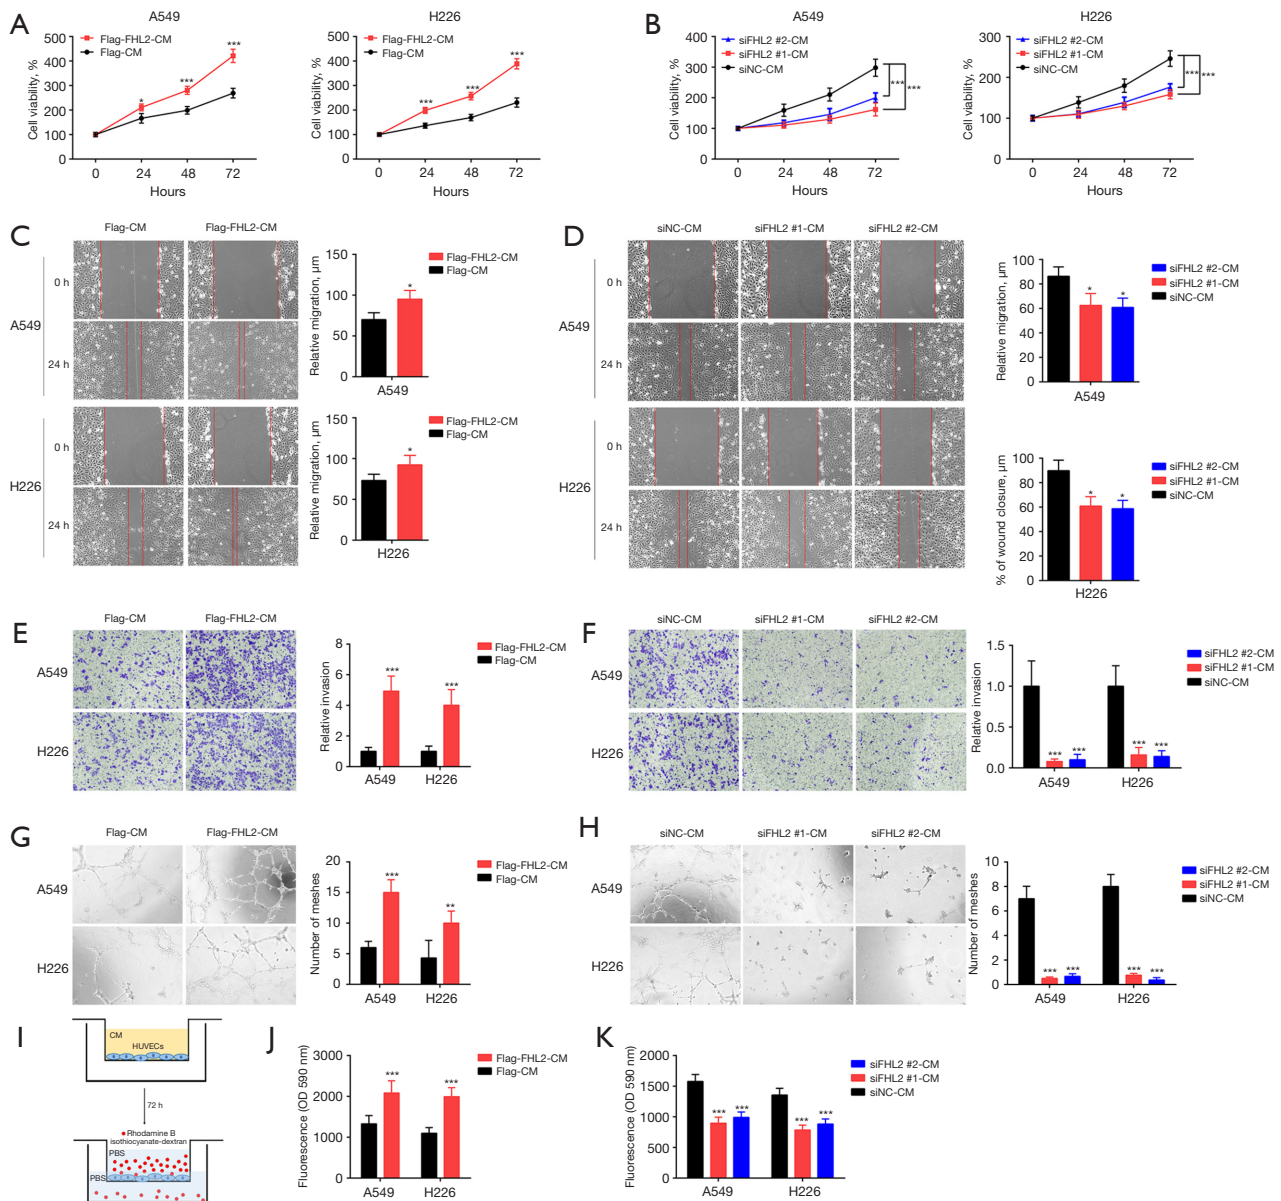 A
A549
Flag-FHL2-CM
Flag-CM
Cell viability, %
500
400
300
200
100
0
0 24 48 72
Hours
* *** ***
H226
Flag-FHL2-CM
Flag-CM
Cell viability, %
500
400
300
200
100
0
0 24 48 72
Hours
*** *** ***
B
A549
siFHL2 #2-CM
siFHL2 #1-CM
siNC-CM
Cell viability, %
400
300
200
100
0
0 24 48 72
Hours
*** ***
H226
siFHL2 #2-CM
siFHL2 #1-CM
siNC-CM
Cell viability, %
300
200
100
0
0 24 48 72
Hours
*** ***
C
Flag-CM Flag-FHL2-CM
A549
0 h
24 h
H226
0 h
24 h
Relative migration, μm
150
100
50
0
*
A549
Flag-FHL2-CM
Flag-CM
Relative migration, μm
150
100
50
0
*
H226
Flag-FHL2-CM
Flag-CM
D
siNC-CM siFHL2 #1-CM siFHL2 #2-CM
A549
0 h
24 h
H226
0 h
24 h
Relative migration, μm
100
80
60
40
20
0
* *
A549
siFHL2 #2-CM
siFHL2 #1-CM
siNC-CM
% of wound closure, μm
100
80
60
40
20
0
* *
H226
siFHL2 #2-CM
siFHL2 #1-CM
siNC-CM
E
Flag-CM Flag-FHL2-CM
A549
H226
Relative invasion
8
6
4
2
0
*** ***
A549 H226
Flag-FHL2-CM
Flag-CM
F
siNC-CM siFHL2 #1-CM siFHL2 #2-CM
A549
H226
Relative invasion
1.5
1.0
0.5
0.0
*** *** *** ***
A549 H226
siFHL2 #2-CM
siFHL2 #1-CM
siNC-CM
G
Flag-CM Flag-FHL2-CM
A549
H226
Number of meshes
20
15
10
5
0
*** **
A549 H226
Flag-FHL2-CM
Flag-CM
H
siNC-CM siFHL2 #1-CM siFHL2 #2-CM
A549
H226
Number of meshes
10
8
6
4
2
0
*** *** *** ***
A549 H226
siFHL2 #2-CM
siFHL2 #1-CM
siNC-CM
I
CM
HUVECs
72 h
Rhodamine B
isothiocyanate-dextran
PBS
PBS
J
Fluorescence (OD 590 nm)
3000
2000
1000
0
*** ***
A549 H226
Flag-FHL2-CM
Flag-CM
K
Fluorescence (OD 590 nm)
2000
1500
1000
500
0
*** *** *** ***
A549 H226
siFHL2 #2-CM
siFHL2 #1-CM
siNC-CM